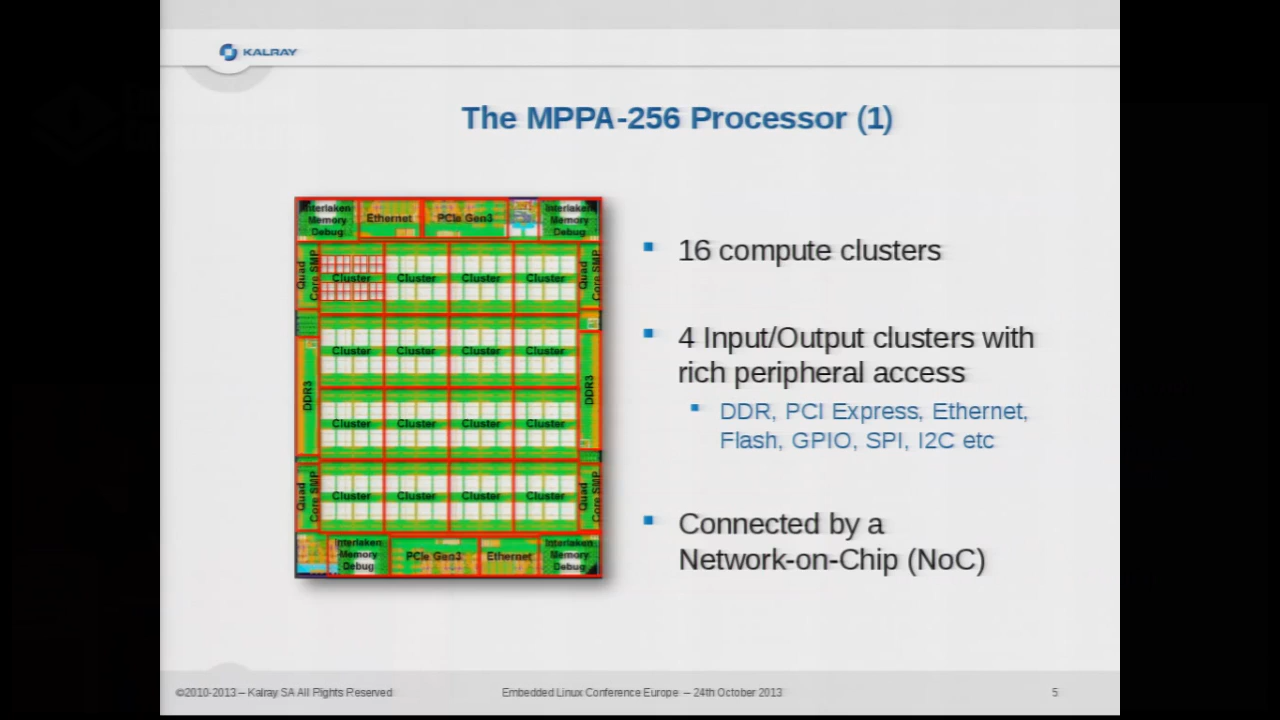 KALRAY
The MPPA-256 Processor (1)
Interlaken
Memory
Debug
Ethernet
PCIe Gen3
Interlaken
Memory
Debug
Quad
Core SMP
Cluster Cluster Cluster Cluster
Quad
Core SMP
DDR3
Cluster Cluster Cluster Cluster
DDR3
Cluster Cluster Cluster Cluster
Quad
Core SMP
Cluster Cluster Cluster Cluster
Quad
Core SMP
Interlaken
Memory
Debug
PCIe Gen3
Ethernet
Interlaken
Memory
Debug
16 compute clusters
4 Input/Output clusters with
rich peripheral access
DDR, PCI Express, Ethernet,
Flash, GPIO, SPI, I2C etc
Connected by a
Network-on-Chip (NoC)
©2010-2013 – Kalray SA All Rights Reserved
Embedded Linux Conference Europe – 24th October 2013
5